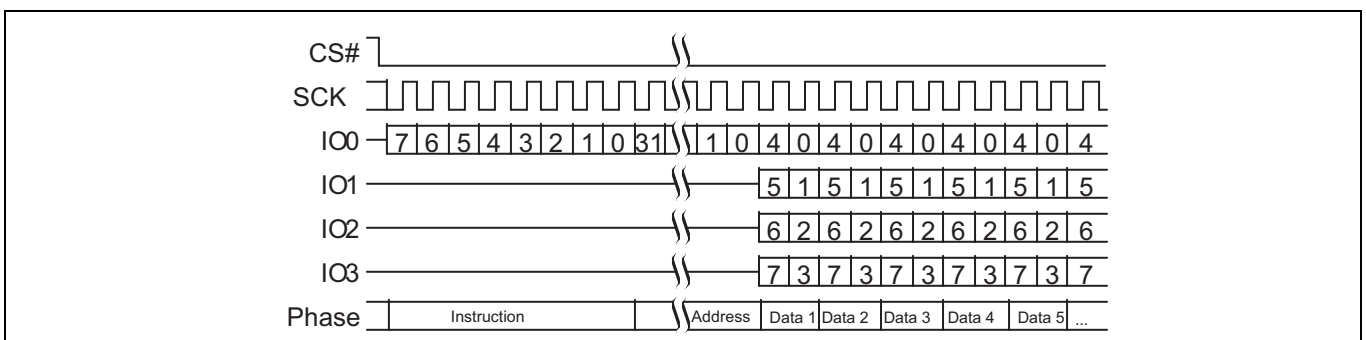 CS#
SCK
IO0 7 6 5 4 3 2 1 0 31 1 0 4 0 4 0 4 0 4 0 4 0 4
IO1 5 1 5 1 5 1 5 1 5 1 5
IO2 6 2 6 2 6 2 6 2 6 2 6
IO3 7 3 7 3 7 3 7 3 7 3 7
Phase Instruction Address Data 1 Data 2 Data 3 Data 4 Data 5 ...